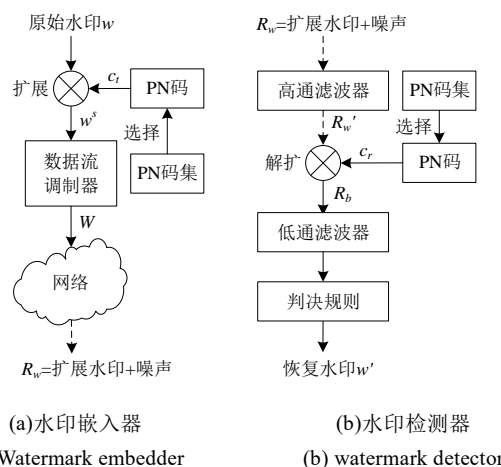 原始水印w
扩展
c_t
PN码
w^s
选择
PN码集
数据流
调制器
W
网络
R_w=扩展水印+噪声
(a)水印嵌入器
Watermark embedder
R_w=扩展水印+噪声
高通滤波器
PN码集
R_w'
选择
解扩
c_r
PN码
R_b
低通滤波器
判决规则
恢复水印w'
(b)水印检测器
(b) watermark detector